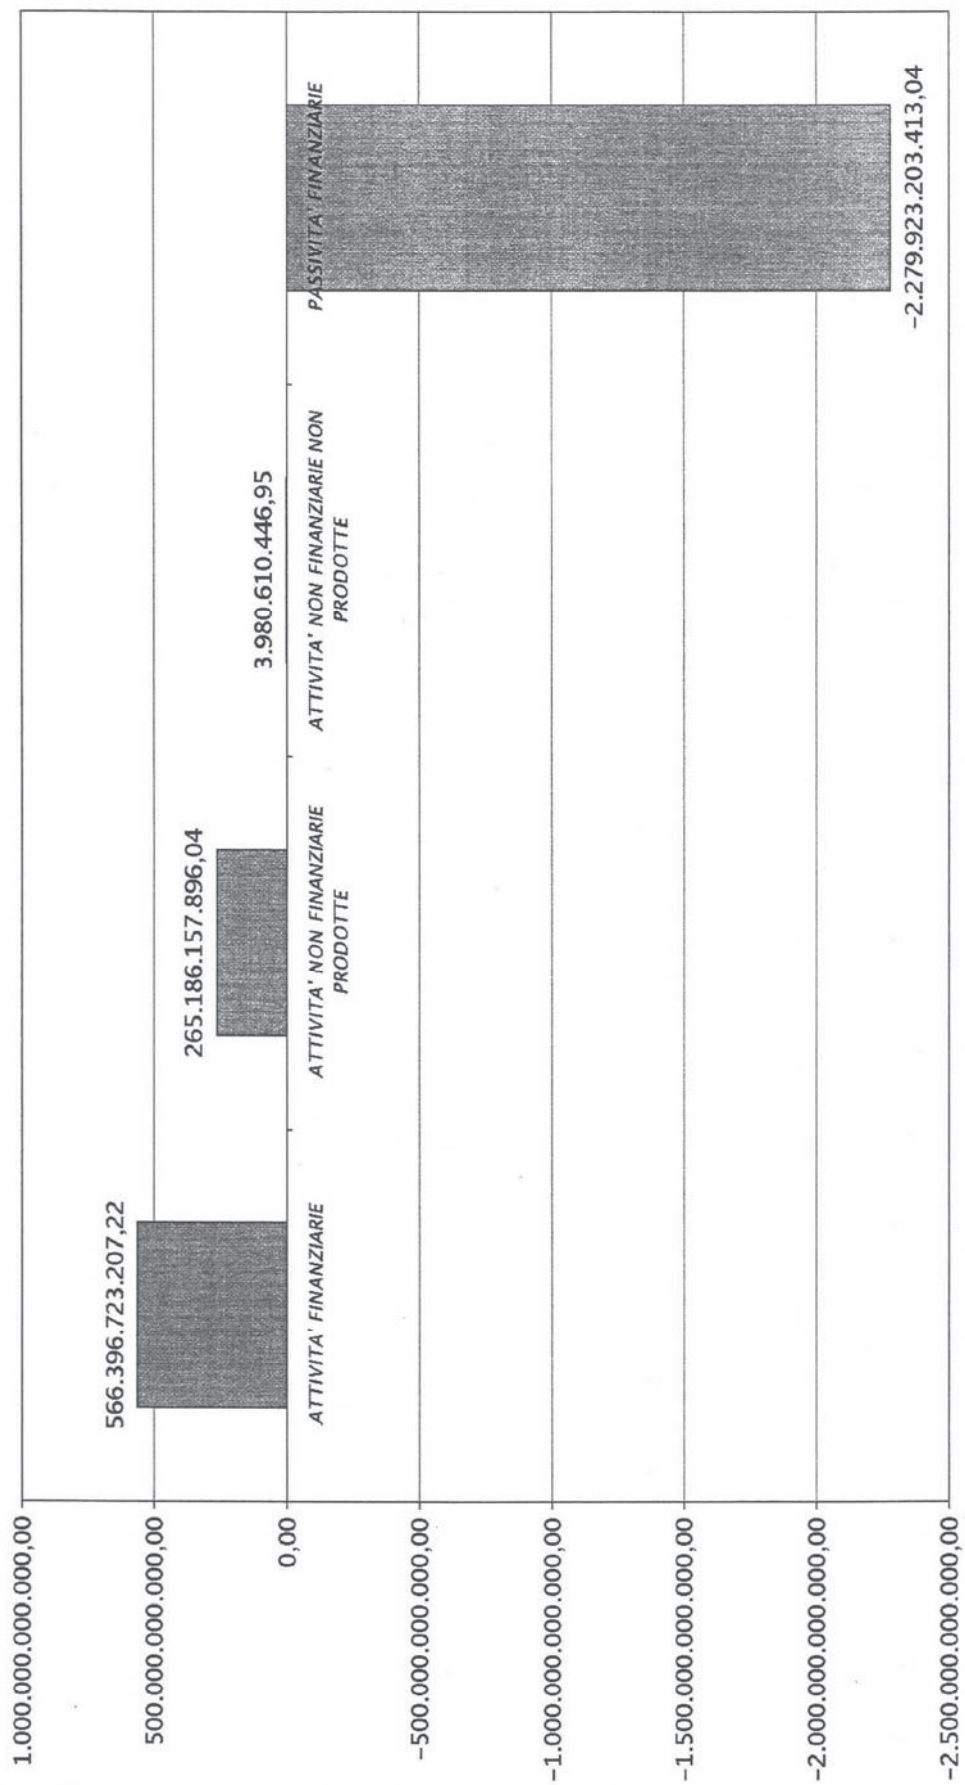 1.000.000.000.000,00
500.000.000.000,00
0,00
-500.000.000.000,00
-1.000.000.000.000,00
-1.500.000.000.000,00
-2.000.000.000.000,00
-2.500.000.000.000,00
566.396.723.207,22
ATTIVITA' FINANZIARIE
265.186.157.896,04
ATTIVITA' NON FINANZIARIE
PRODOTTE
3.980.610.446,95
ATTIVITA' NON FINANZIARIE NON
PRODOTTE
PASSIVITA' FINANZIARIE
-2.279.923.203.413,04